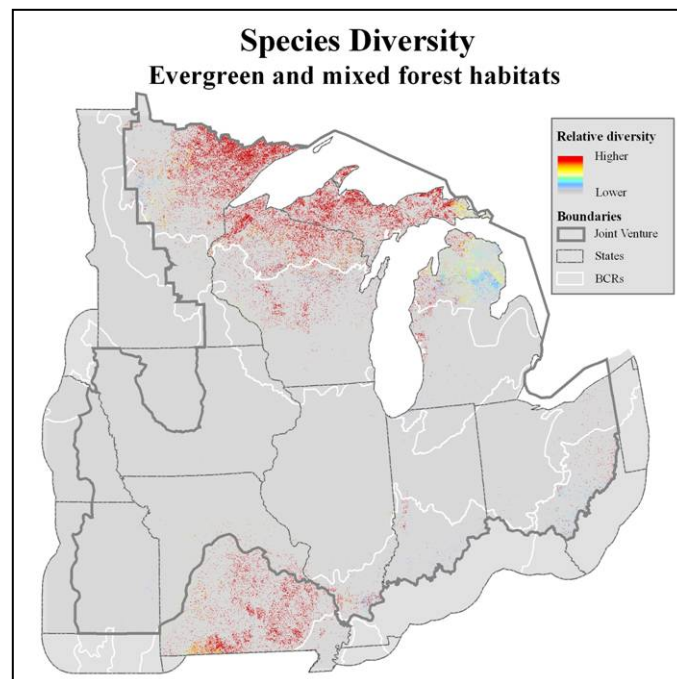 Species Diversity
Evergreen and mixed forest habitats
Relative diversity
Higher
Lower
Boundaries
Joint Venture
States
BCRs